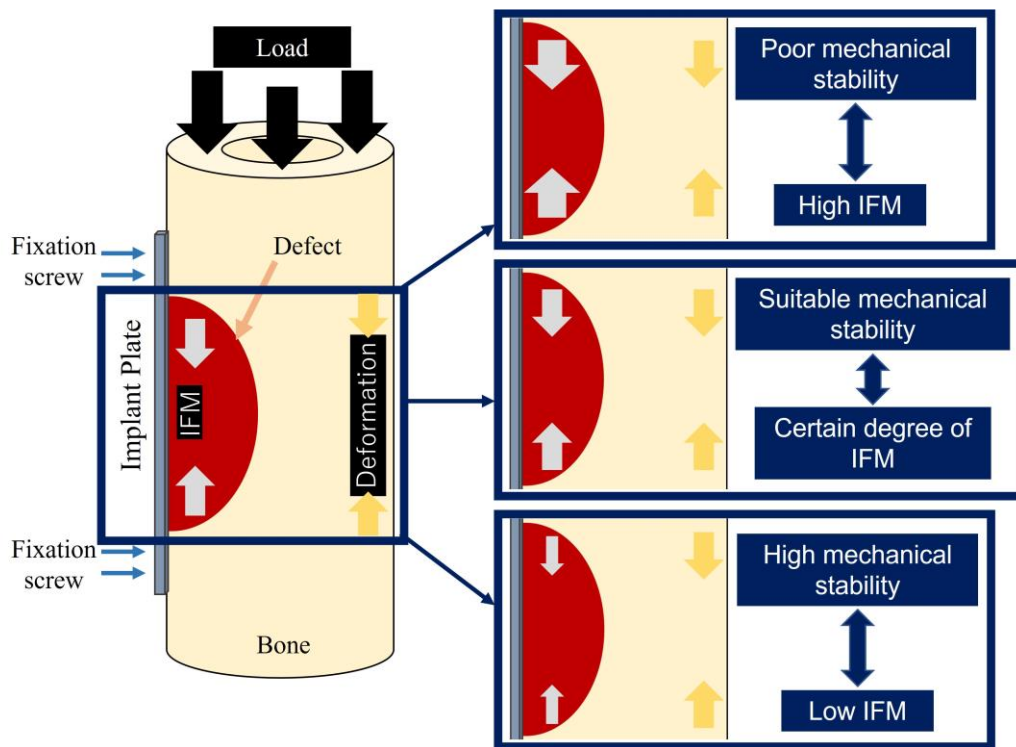 Load
Fixation
screw
Defect
Implant Plate
IFM
Deformation
Fixation
screw
Bone
Poor mechanical
stability
High IFM
Suitable mechanical
stability
Certain degree of
IFM
High mechanical
stability
Low IFM